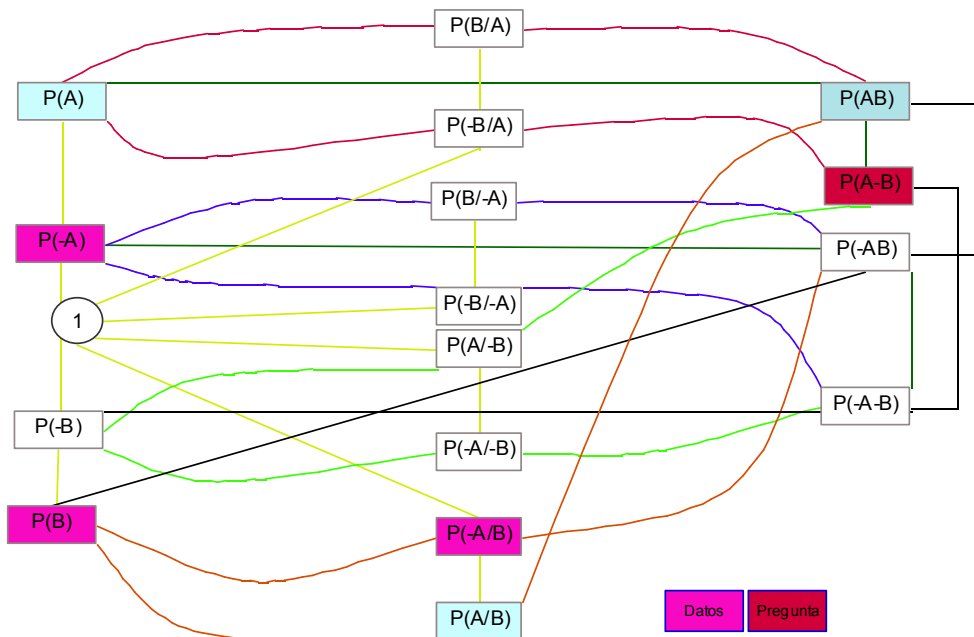 P(B/A)
P(A)
P(AB)
P(-B/A)
P(A-B)
P(B/-A)
P(-A)
P(-AB)
P(-B/-A)
1
P(A/-B)
P(-A-B)
P(-B)
P(-A/-B)
P(B)
P(-A/B)
P(A/B)
Datos
Pregunta